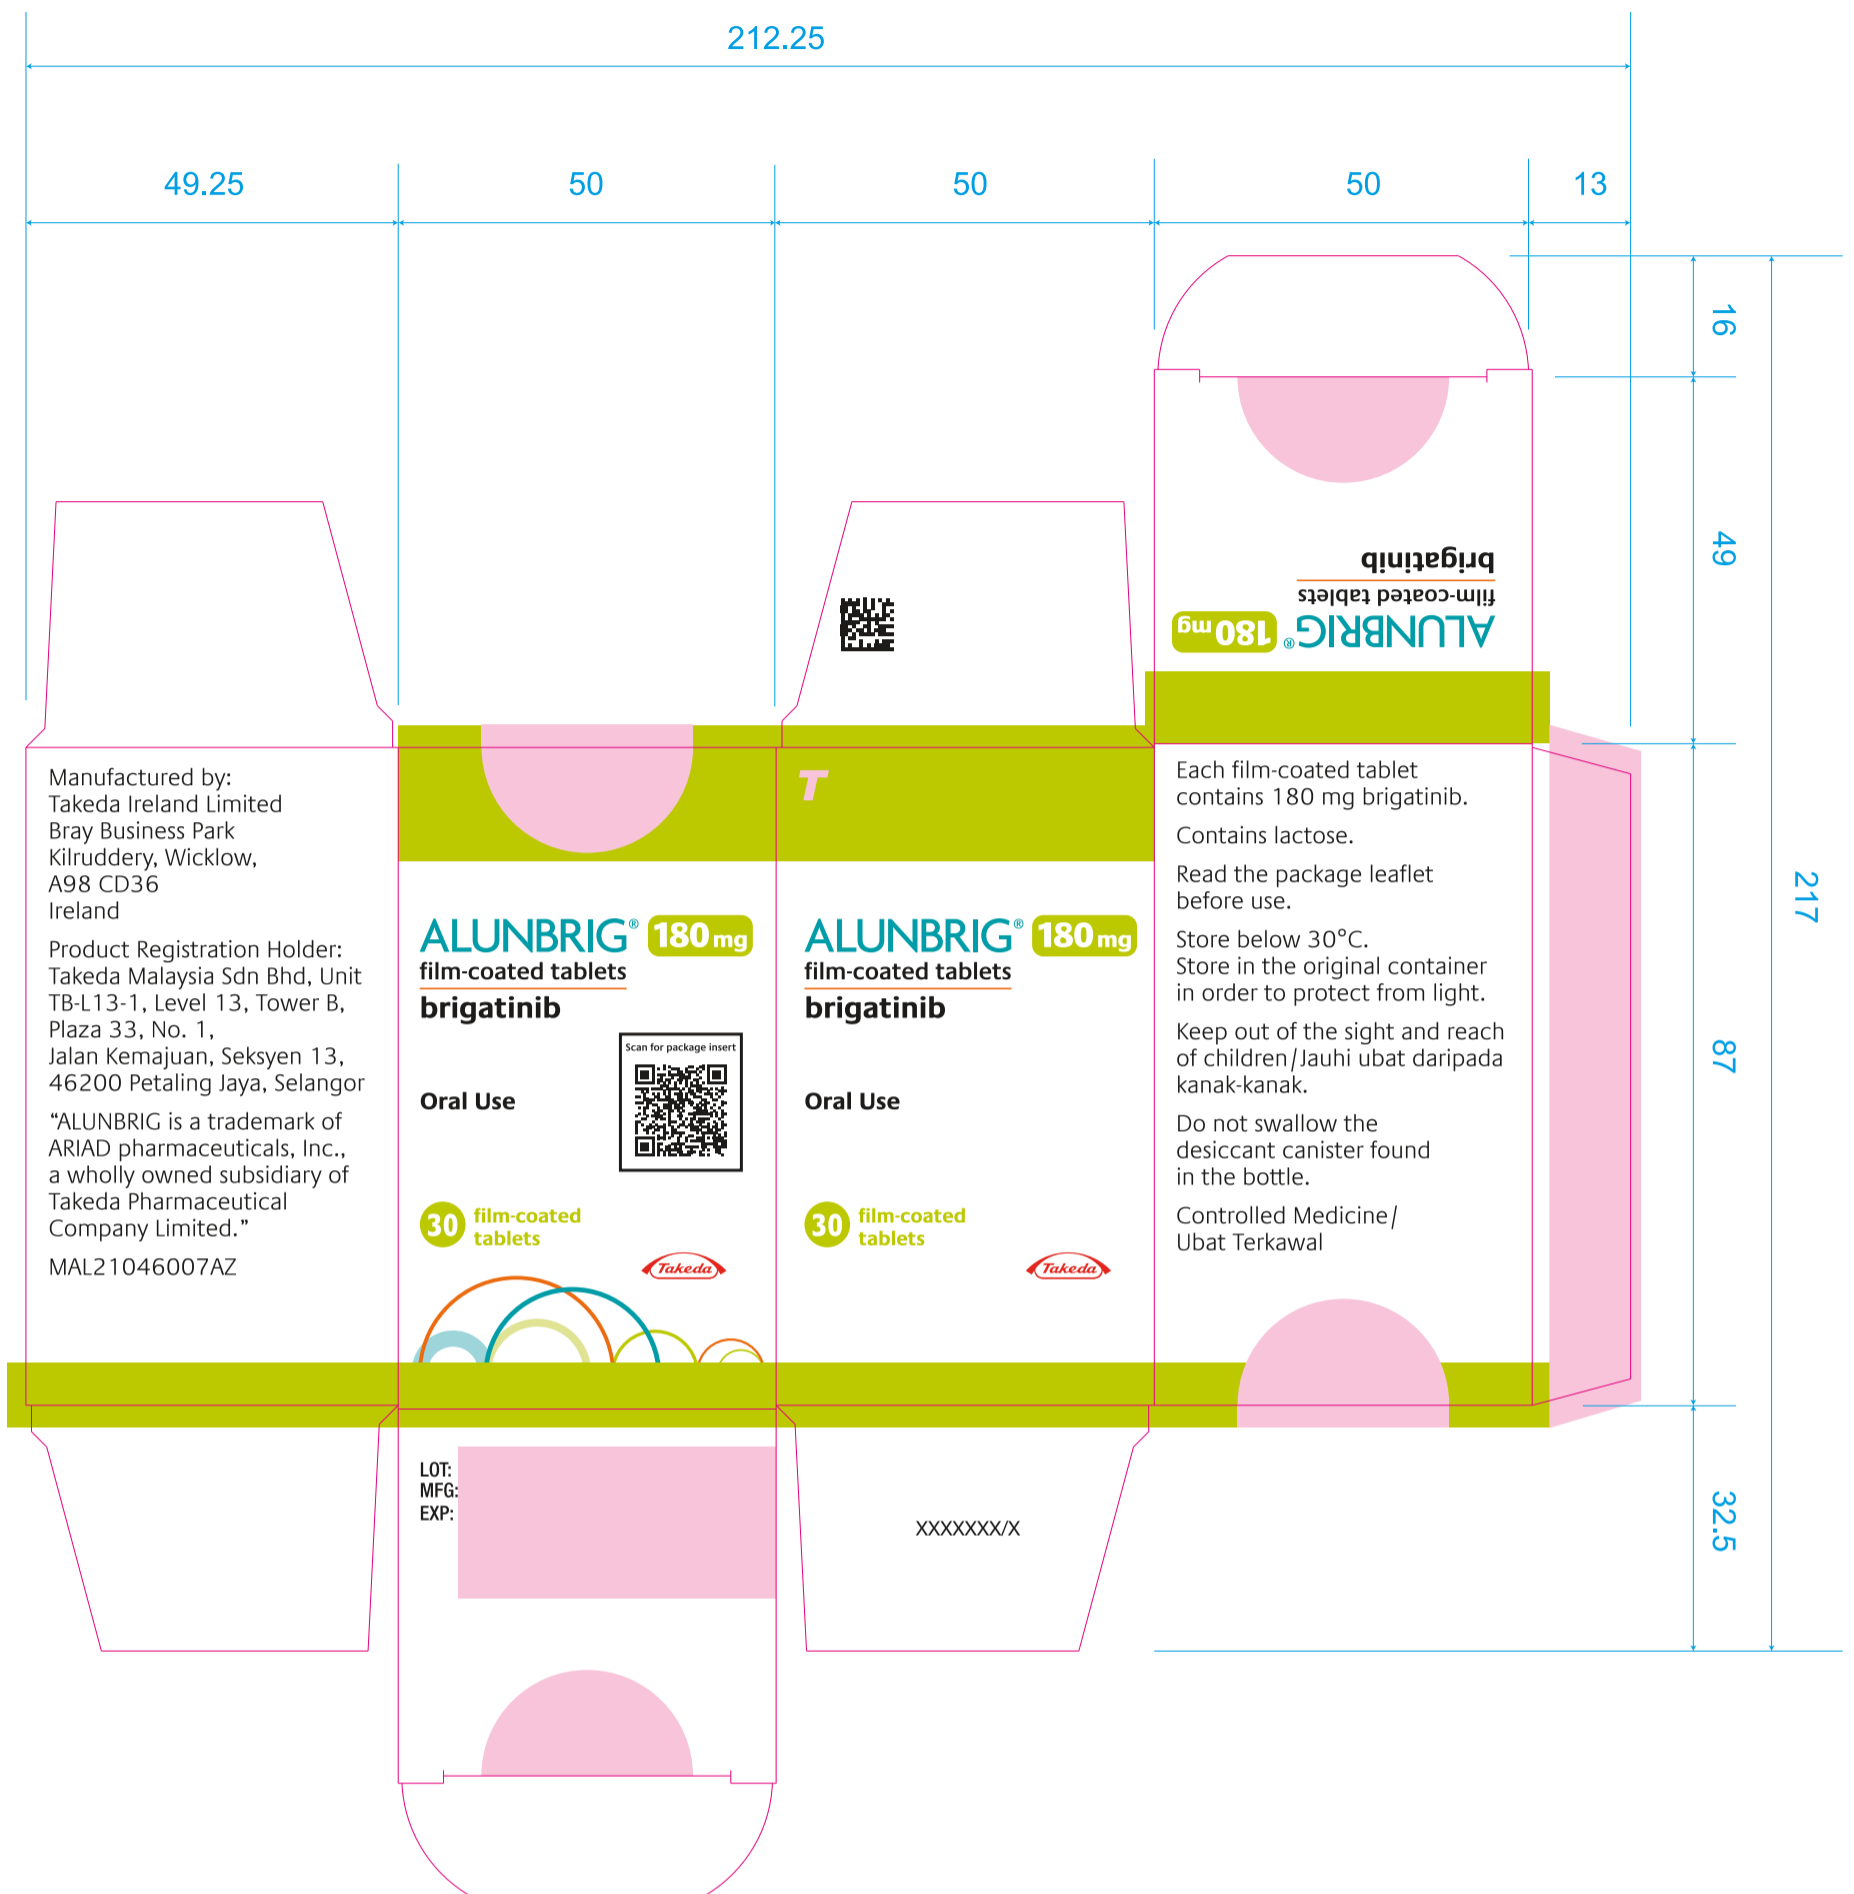 212.25
49.25
50
50
50
13
16
49
217
87
32.5
ALUNBRIG® 180 mg
film-coated tablets
brigatinib
Manufactured by:
Takeda Ireland Limited
Bray Business Park
Kilruddery, Wicklow,
A98 CD36
Ireland
Product Registration Holder:
Takeda Malaysia Sdn Bhd, Unit
TB-L13-1, Level 13, Tower B,
Plaza 33, No. 1,
Jalan Kemajuan, Seksyen 13,
46200 Petaling Jaya, Selangor
“ALUNBRIG is a trademark of
ARIAD pharmaceuticals, Inc.,
a wholly owned subsidiary of
Takeda Pharmaceutical
Company Limited.”
MAL21046007AZ
ALUNBRIG® 180 mg
film-coated tablets
brigatinib
Scan for package insert
Oral Use
30 film-coated
tablets
Takeda
T
ALUNBRIG® 180 mg
film-coated tablets
brigatinib
Oral Use
30 film-coated
tablets
Takeda
Each film-coated tablet
contains 180 mg brigatinib.
Contains lactose.
Read the package leaflet
before use.
Store below 30°C.
Store in the original container
in order to protect from light.
Keep out of the sight and reach
of children/Jauhi ubat daripada
kanak-kanak.
Do not swallow the
desiccant canister found
in the bottle.
Controlled Medicine/
Ubat Terkawal
LOT:
MFG:
EXP:
XXXXXXX/X